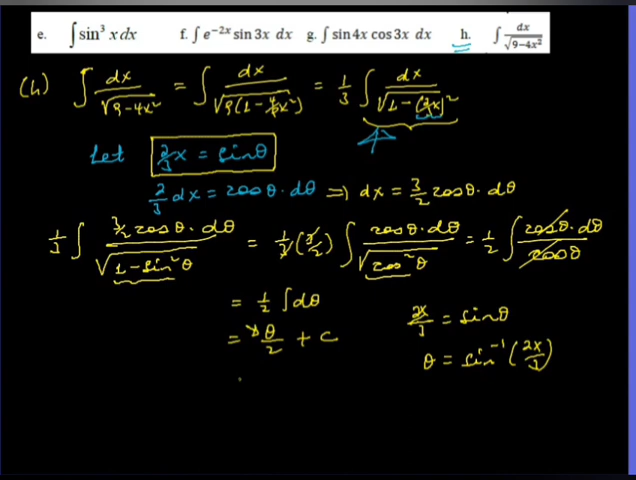 e. ∫ sin³ x dx f. ∫ e⁻²ˣ sin 3x dx g. ∫ sin 4x cos 3x dx h. ∫ dx/√(9−4x²)
(h) ∫ dx/√(9−4x²) = ∫ dx/√(9(1−4/9x²)) = 1/3 ∫ dx/√(1−(2/3x)²)
Let 2/3x = sinθ
2/3 dx = cosθ·dθ ⇒ dx = 3/2 cosθ·dθ
1/3 ∫ 3/2 cosθ·dθ/√(1−sin²θ) = 1/3(3/2) ∫ cosθ·dθ/√(cos²θ) = 1/2 ∫ cosθ·dθ/cosθ
= 1/2 ∫dθ
= θ/2 + c
2x/3 = sinθ
θ = sin⁻¹(2x/3)